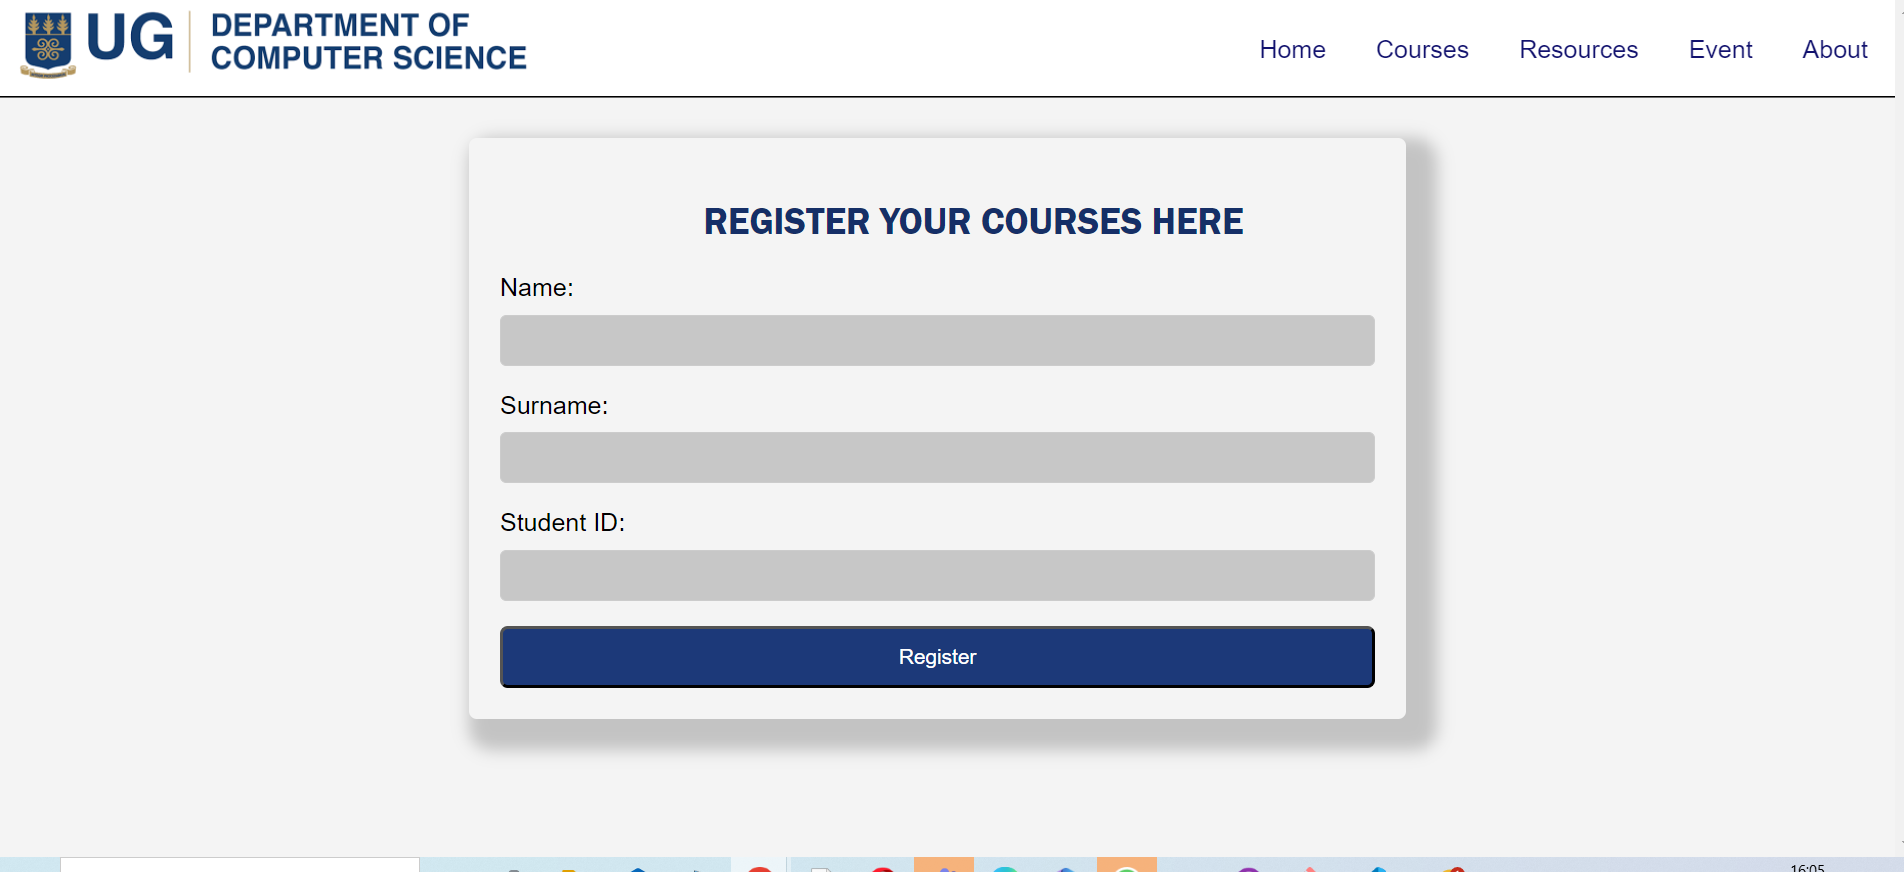 UG
DEPARTMENT OF
COMPUTER SCIENCE
Home Courses Resources Event About
REGISTER YOUR COURSES HERE
Name:
Surname:
Student ID:
Register
16:05